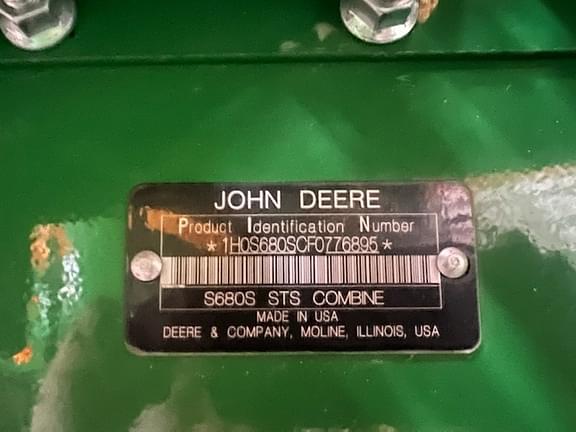 JOHN DEERE
Product Identification Number
*1H0S680SCF0776895*
S680S STS COMBINE
MADE IN USA
DEERE & COMPANY, MOLINE, ILLINOIS, USA